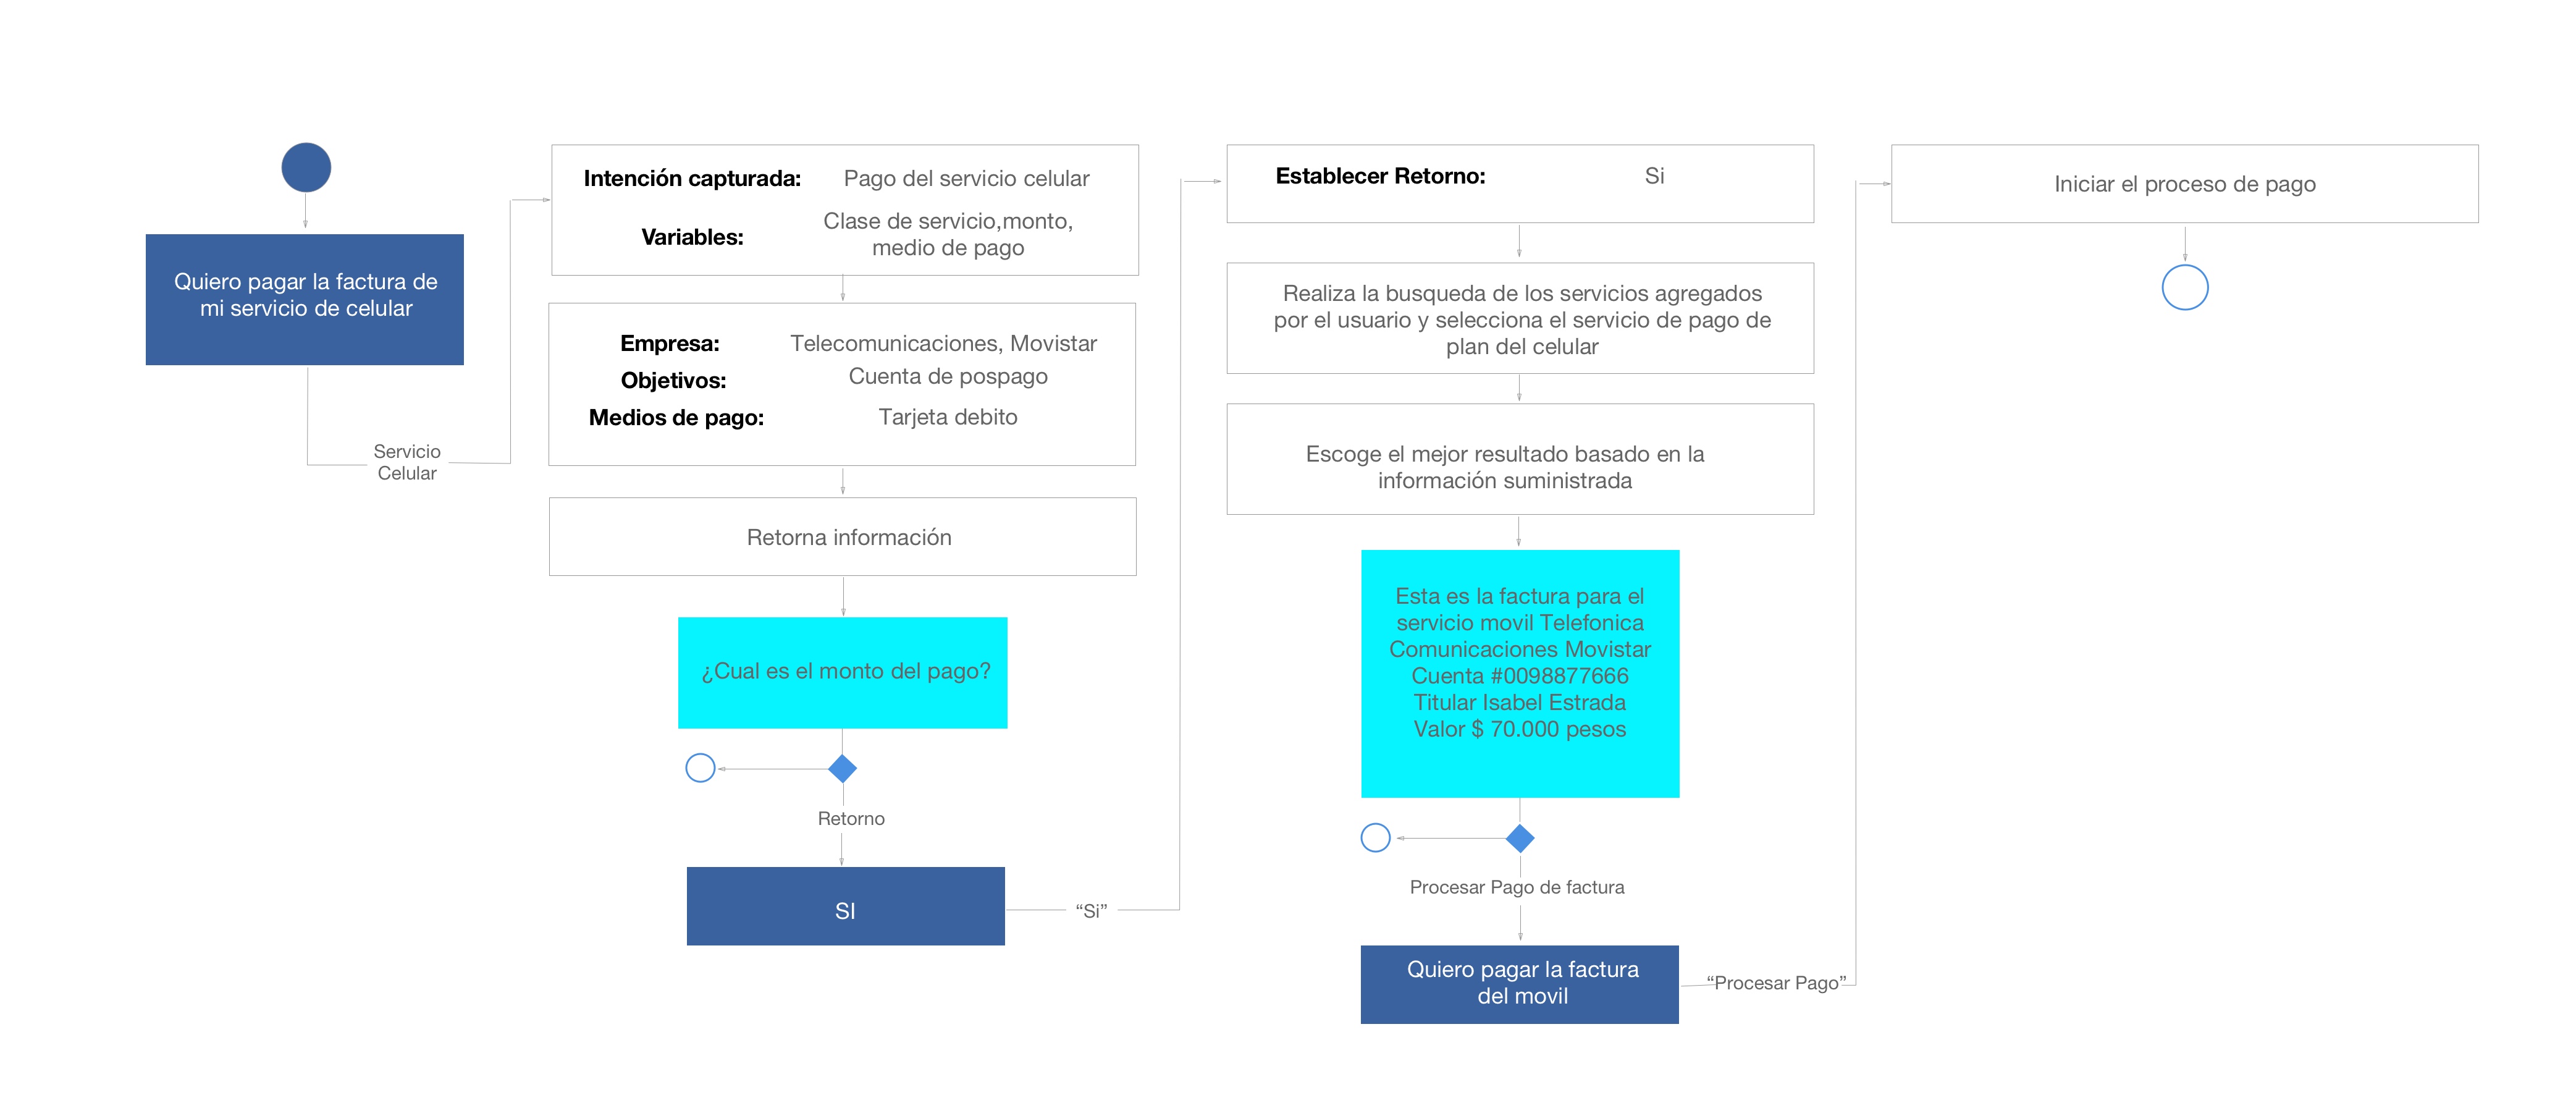 Quiero pagar la factura de
mi servicio de celular
Servicio
Celular
Intención capturada: Pago del servicio celular
Variables: Clase de servicio,monto,
medio de pago
Empresa: Telecomunicaciones, Movistar
Objetivos: Cuenta de pospago
Medios de pago: Tarjeta debito
Retorna información
¿Cual es el monto del pago?
Retorno
SI
“Si”
Establecer Retorno: Si
Realiza la busqueda de los servicios agregados
por el usuario y selecciona el servicio de pago de
plan del celular
Escoge el mejor resultado basado en la
información suministrada
Esta es la factura para el
servicio movil Telefonica
Comunicaciones Movistar
Cuenta #0098877666
Titular Isabel Estrada
Valor $ 70.000 pesos
Procesar Pago de factura
Quiero pagar la factura
del movil
“Procesar Pago”
Iniciar el proceso de pago